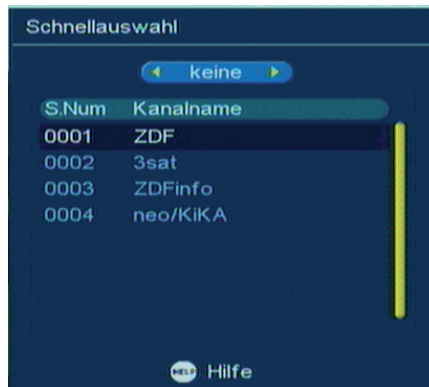 Schnellauswahl
keine
S.Num Kanalname
0001 ZDF
0002 3sat
0003 ZDFinfo
0004 neo/KiKA
HELP Hilfe